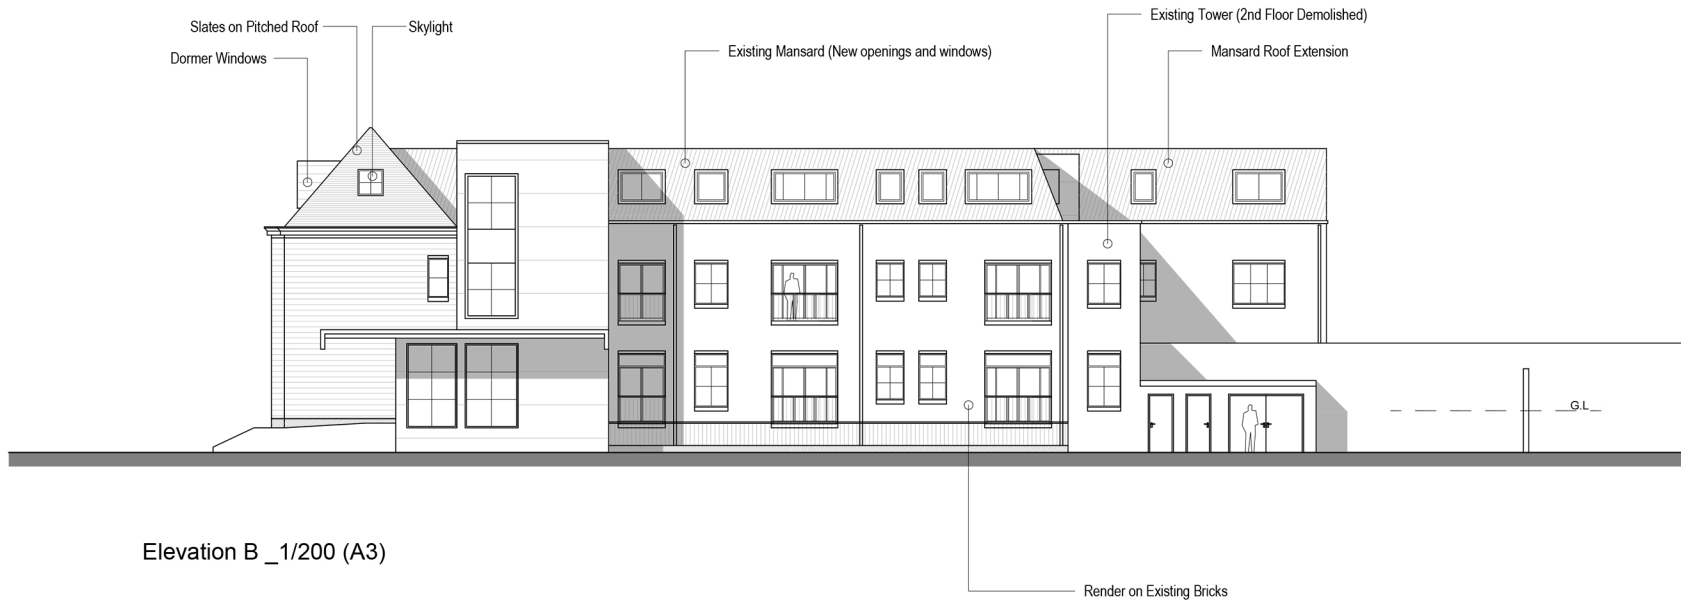 Existing Tower (2nd Floor Demolished)
Slates on Pitched Roof
Skylight
Existing Mansard (New openings and windows)
Mansard Roof Extension
Dormer Windows
G.L
Elevation B _1/200 (A3)
Render on Existing Bricks